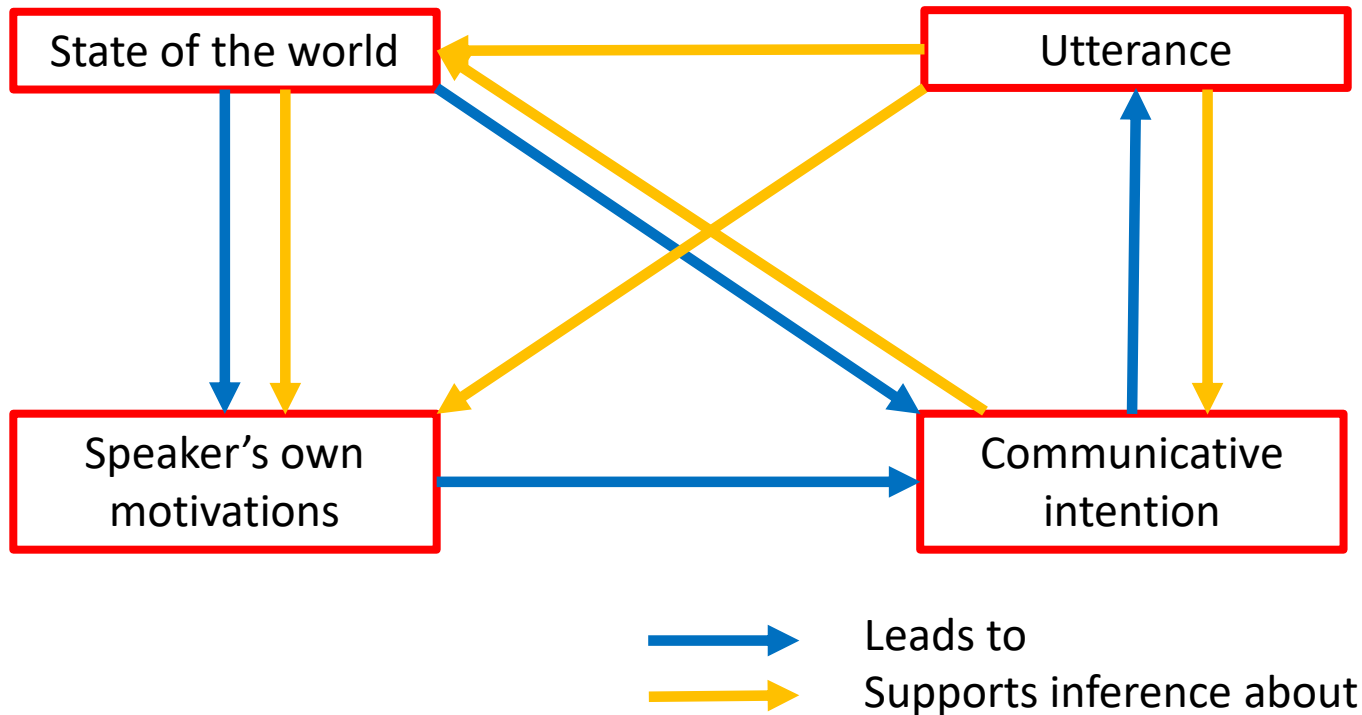 State of the world
Utterance
Speaker’s own
motivations
Communicative
intention
Leads to
Supports inference about